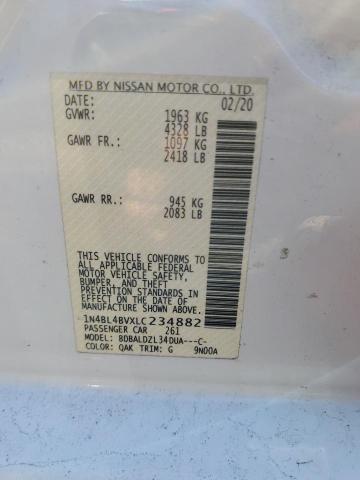 MFD BY NISSAN MOTOR CO., LTD.
DATE: 02/20
GVWR: 1963 KG
4328 LB
GAWR FR.: 1097 KG
2418 LB
GAWR RR.: 945 KG
2083 LB
THIS VEHICLE CONFORMS TO
ALL APPLICABLE FEDERAL
MOTOR VEHICLE SAFETY,
BUMPER, AND THEFT
PREVENTION STANDARDS IN
EFFECT ON THE DATE OF
MANUFACTURE SHOWN ABOVE.
1N4BL4BVXLC234882
PASSENGER CAR 261
MODEL: BDBALDZL34DUA---C-
COLOR: QAK TRIM: G 9N00A